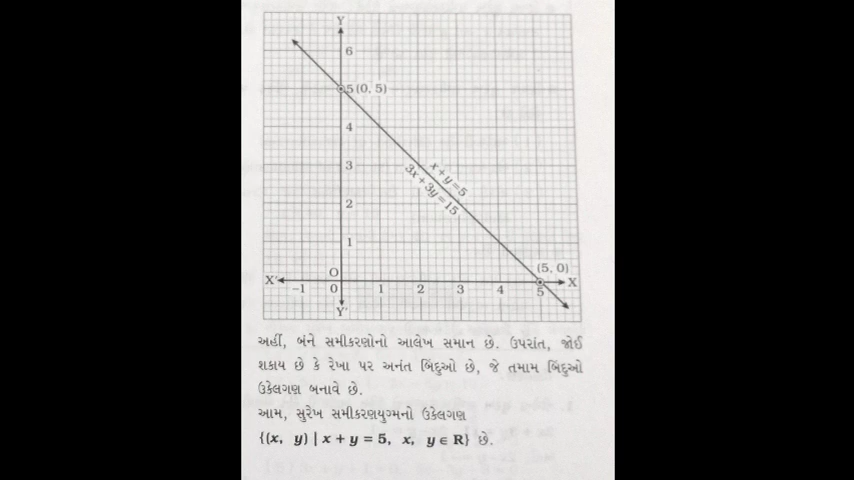 Y
6
5 (0, 5)
4
3
x + y = 5
3x + 3y = 15
2
1
(5, 0)
X' O X
-1 0 1 2 3 4 5
Y'
અહીં, બંને સમીકરણોનો આલેખ સમાન છે. ઉપરાંત, જોઈ
શકાય છે કે રેખા પર અનંત બિંદુઓ છે, જે તમામ બિંદુઓ
ઉકેલગણ બનાવે છે.
આમ, સુરેખ સમીકરણયુગ્મનો ઉકેલગણ
{(x, y) | x + y = 5, x, y ∈ R} છે.